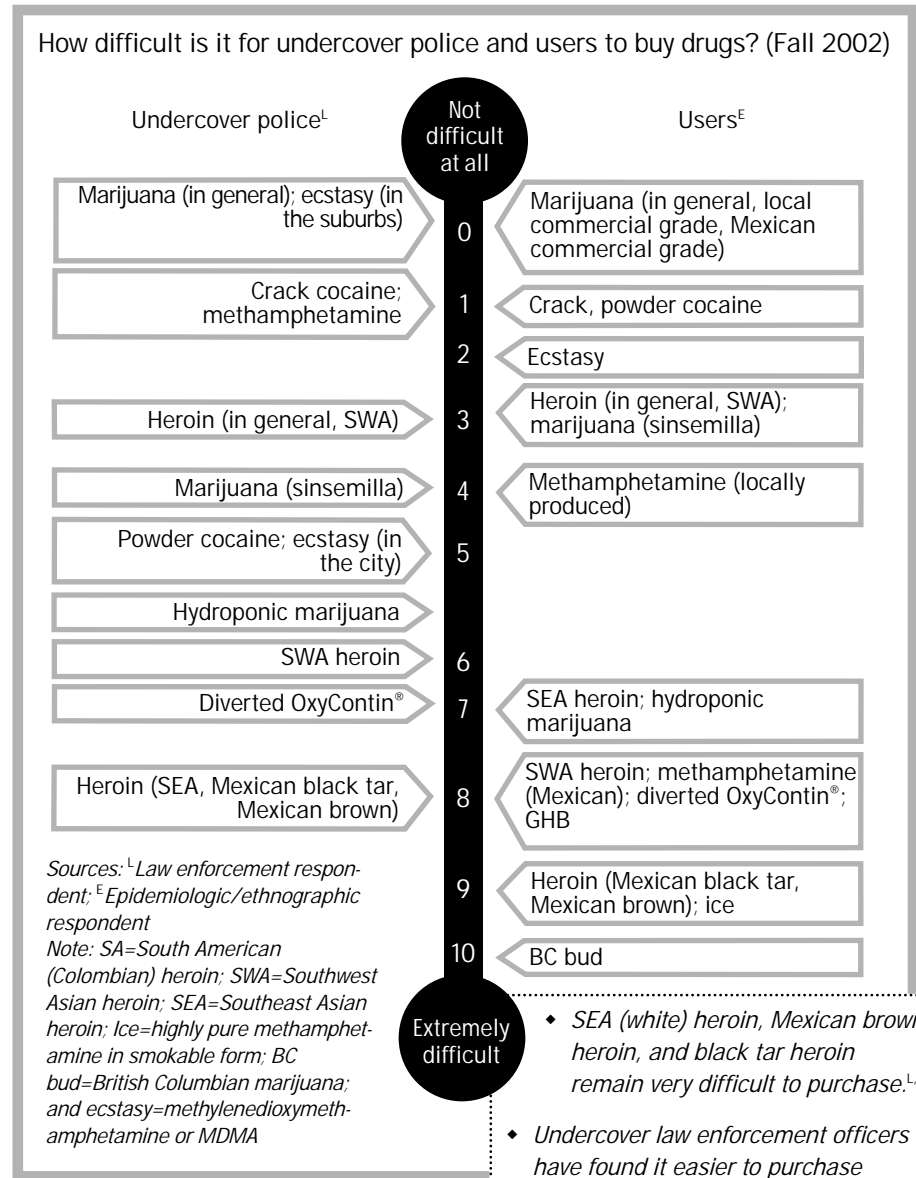 How difficult is it for undercover police and users to buy drugs? (Fall 2002)
Undercover police^L
Not
difficult
at all
Users^E
Marijuana (in general); ecstasy (in
the suburbs)
0
Marijuana (in general, local
commercial grade, Mexican
commercial grade)
Crack cocaine;
methamphetamine
1
Crack, powder cocaine
2
Ecstasy
Heroin (in general, SWA)
3
Heroin (in general, SWA);
marijuana (sinsemilla)
Marijuana (sinsemilla)
4
Methamphetamine (locally
produced)
Powder cocaine; ecstasy (in
the city)
5
Hydroponic marijuana
SWA heroin
6
Diverted OxyContin®
7
SEA heroin; hydroponic
marijuana
Heroin (SEA, Mexican black tar,
Mexican brown)
8
SWA heroin; methamphetamine
(Mexican); diverted OxyContin®;
GHB
9
Heroin (Mexican black tar,
Mexican brown); ice
10
BC bud
Extremely
difficult
Sources: ^L Law enforcement respon-
dent; ^E Epidemiologic/ethnographic
respondent
Note: SA=South American
(Colombian) heroin; SWA=Southwest
Asian heroin; SEA=Southeast Asian
heroin; Ice=highly pure methamphet-
amine in smokable form; BC
bud=British Columbian marijuana;
and ecstasy=methylenedioxymeth-
amphetamine or MDMA
◆ SEA (white) heroin, Mexican brown
heroin, and black tar heroin
remain very difficult to purchase.^L,
◆ Undercover law enforcement officers
have found it easier to purchase